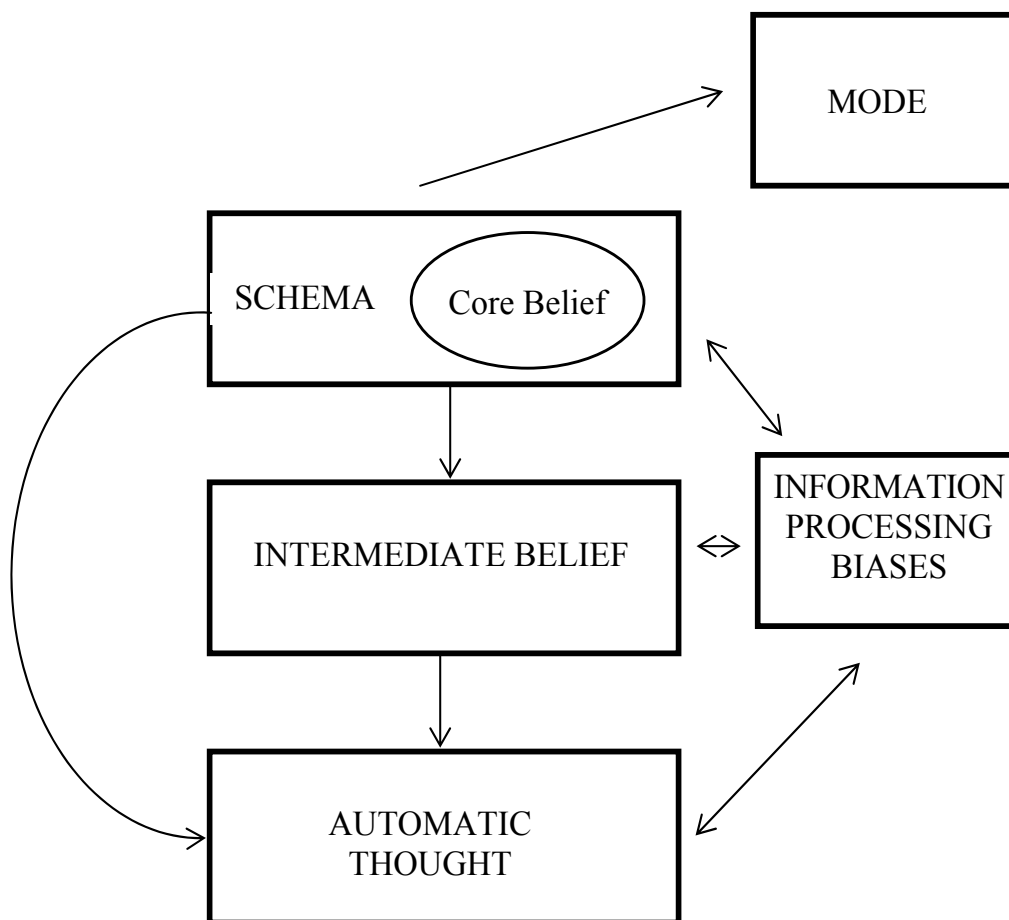 MODE
SCHEMA
Core Belief
INTERMEDIATE BELIEF
INFORMATION
PROCESSING
BIASES
AUTOMATIC
THOUGHT